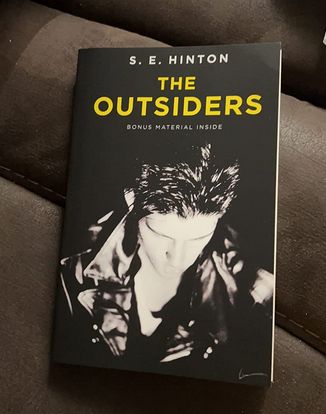 S. E. HINTON
THE
OUTSIDERS
BONUS MATERIAL INSIDE